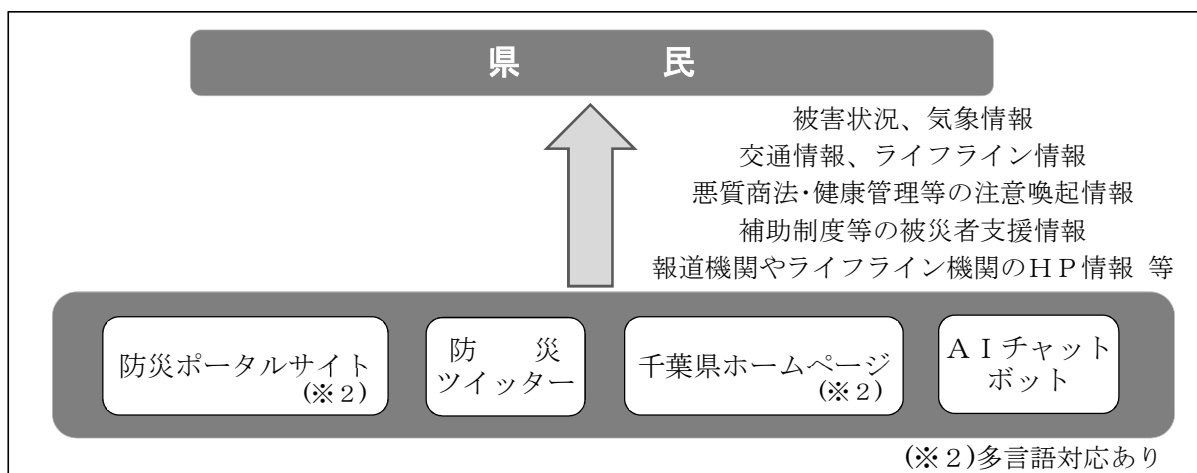 県　　　民
被害状況、気象情報
交通情報、ライフライン情報
悪質商法・健康管理等の注意喚起情報
補助制度等の被災者支援情報
報道機関やライフライン機関のＨＰ情報 等
防災ポータルサイト
(※２)
防　　災
ツイッター
千葉県ホームページ
(※２)
ＡＩチャット
ボット
(※２)多言語対応あり